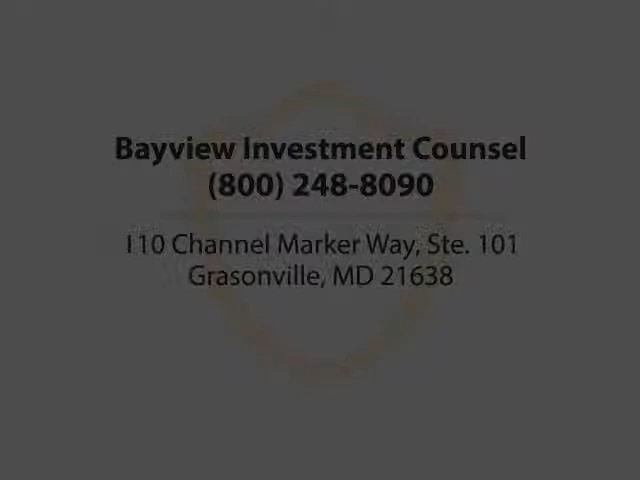 Bayview Investment Counsel
(800) 248-8090
110 Channel Marker Way, Ste. 101
Grasonville, MD 21638